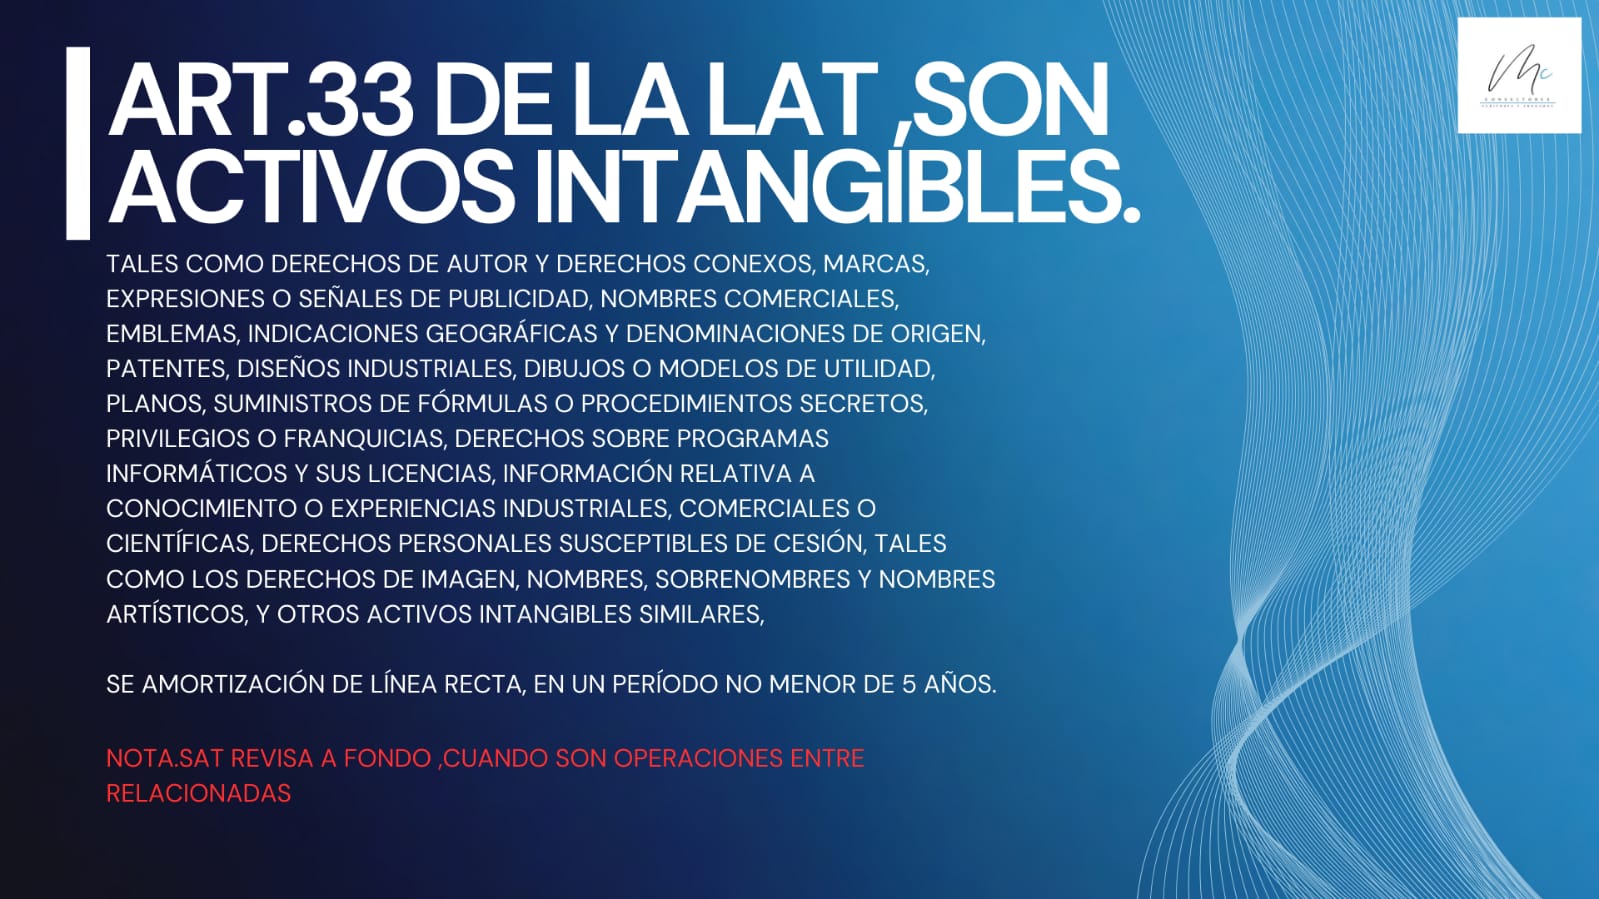 ART.33 DE LA LAT ,SON
ACTIVOS INTANGIBLES.
TALES COMO DERECHOS DE AUTOR Y DERECHOS CONEXOS, MARCAS,
EXPRESIONES O SEÑALES DE PUBLICIDAD, NOMBRES COMERCIALES,
EMBLEMAS, INDICACIONES GEOGRÁFICAS Y DENOMINACIONES DE ORIGEN,
PATENTES, DISEÑOS INDUSTRIALES, DIBUJOS O MODELOS DE UTILIDAD,
PLANOS, SUMINISTROS DE FÓRMULAS O PROCEDIMIENTOS SECRETOS,
PRIVILEGIOS O FRANQUICIAS, DERECHOS SOBRE PROGRAMAS
INFORMÁTICOS Y SUS LICENCIAS, INFORMACIÓN RELATIVA A
CONOCIMIENTO O EXPERIENCIAS INDUSTRIALES, COMERCIALES O
CIENTÍFICAS, DERECHOS PERSONALES SUSCEPTIBLES DE CESIÓN, TALES
COMO LOS DERECHOS DE IMAGEN, NOMBRES, SOBRENOMBRES Y NOMBRES
ARTÍSTICOS, Y OTROS ACTIVOS INTANGIBLES SIMILARES,
SE AMORTIZACIÓN DE LÍNEA RECTA, EN UN PERÍODO NO MENOR DE 5 AÑOS.
NOTA.SAT REVISA A FONDO ,CUANDO SON OPERACIONES ENTRE
RELACIONADAS
Mc